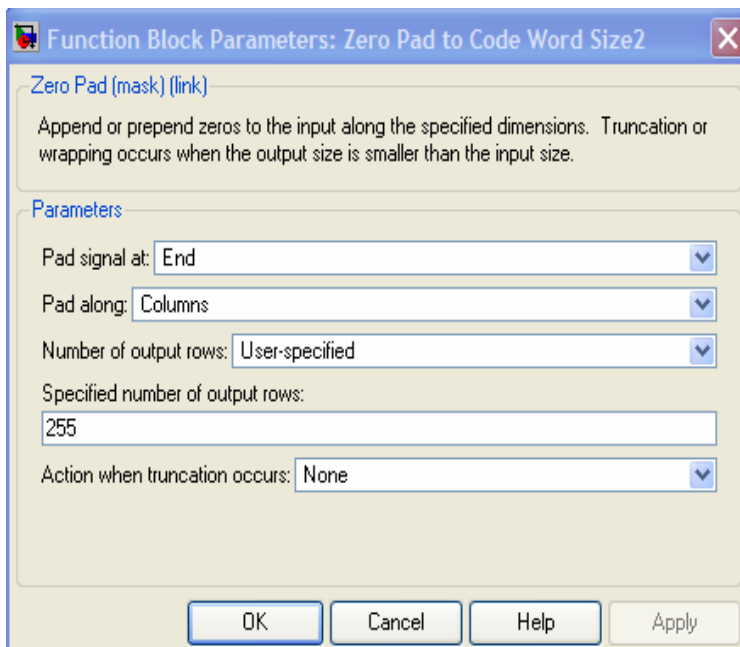 Function Block Parameters: Zero Pad to Code Word Size2
Zero Pad (mask) (link)
Append or prepend zeros to the input along the specified dimensions.  Truncation or
wrapping occurs when the output size is smaller than the input size.
Parameters
Pad signal at: End
Pad along: Columns
Number of output rows: User-specified
Specified number of output rows:
255
Action when truncation occurs: None
OK Cancel Help Apply